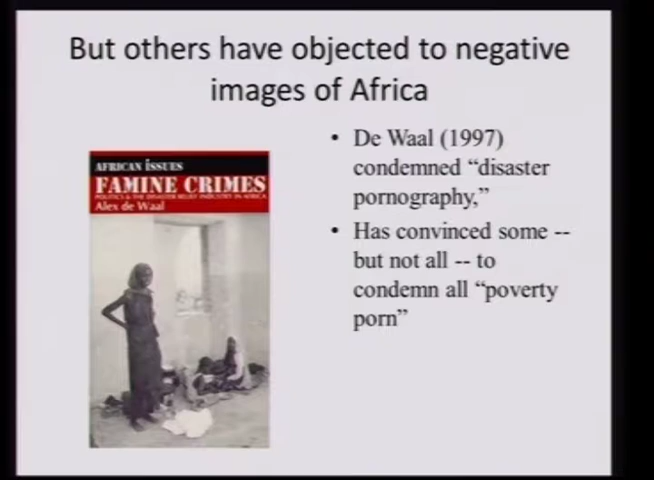 But others have objected to negative
images of Africa
AFRICAN ISSUES
FAMINE CRIMES
POLITICS & THE DISASTER RELIEF INDUSTRY IN AFRICA
Alex de Waal
• De Waal (1997)
condemned “disaster
pornography,”
• Has convinced some --
but not all -- to
condemn all “poverty
porn”